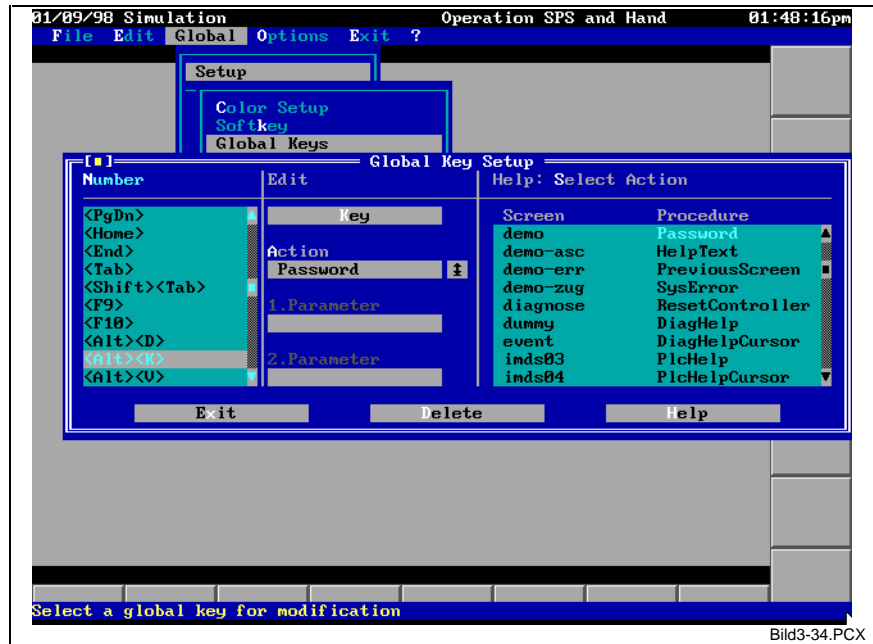 01/09/98 Simulation Operation SPS and Hand 01:48:16pm
File Edit Global Options Exit ?
Setup
Color Setup
Softkey
Global Keys
Global Key Setup
Number Edit Help: Select Action
<PgDn> Key Screen Procedure
<Home> demo Password
<End> Action demo-asc HelpText
<Tab> Password demo-err PreviousScreen
<Shift><Tab> demo-zug SysError
<F9> 1.Parameter diagnose ResetController
<F10> dummy DiagHelp
<Alt><D> event DiagHelpCursor
<Alt><K> 2.Parameter imds03 PlcHelp
<Alt><V> imds04 PlcHelpCursor
Exit Delete Help
Select a global key for modification
Bild3-34.PCX